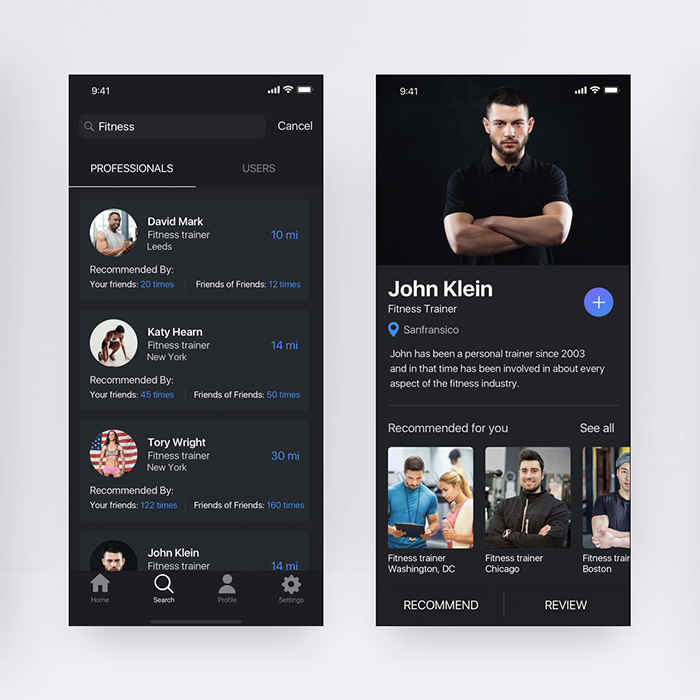 9:41
Fitness
Cancel
PROFESSIONALS
USERS
David Mark
Fitness trainer
Leeds
10 mi
Recommended By:
Your friends: 20 times
Friends of Friends: 12 times
Katy Hearn
Fitness trainer
New York
14 mi
Recommended By:
Your friends: 45 times
Friends of Friends: 50 times
Tory Wright
Fitness trainer
New York
30 mi
Recommended By:
Your friends: 122 times
Friends of Friends: 160 times
John Klein
Fitness trainer
14 mi
Home
Search
Profile
Settings
9:41
John Klein
Fitness Trainer
Sanfransico
John has been a personal trainer since 2003
and in that time has been involved in about every
aspect of the fitness industry.
Recommended for you
See all
Fitness trainer
Washington, DC
Fitness trainer
Chicago
Fitness train
Boston
RECOMMEND
REVIEW